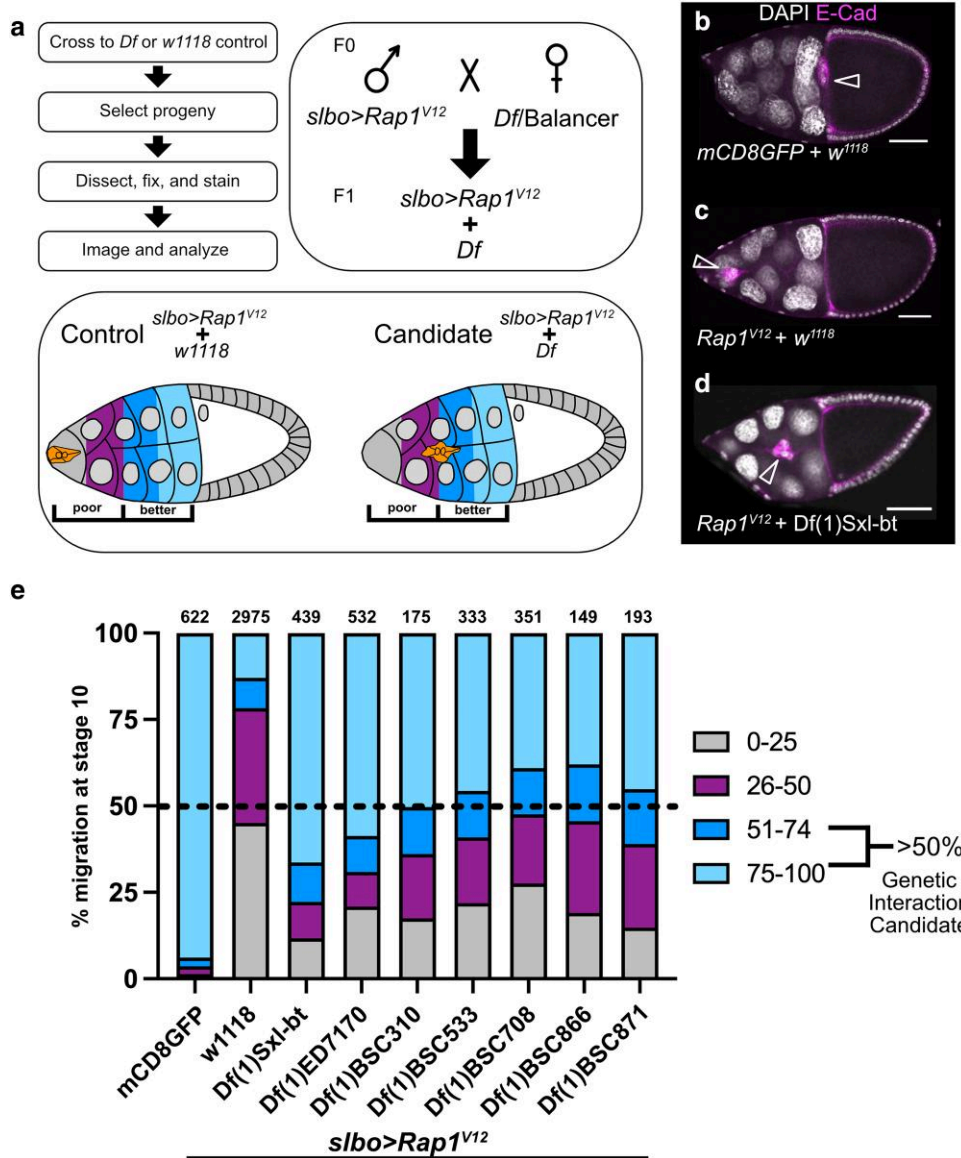 a
Cross to Df or w1118 control
Select progeny
Dissect, fix, and stain
Image and analyze
F0
X
slbo>Rap1V12
Df/Balancer
F1
slbo>Rap1V12
+
Df
Control
slbo>Rap1V12
+
w1118
Candidate
slbo>Rap1V12
+
Df
poor
better
poor
better
b
DAPI E-Cad
mCD8GFP + w1118
c
Rap1V12 + w1118
d
Rap1V12 + Df(1)Sxl-bt
e
622 2975 439 532 175 333 351 149 193
100
75
50
25
0
% migration at stage 10
mCD8GFP
w1118
Df(1)Sxl-bt
Df(1)ED7170
Df(1)BSC310
Df(1)BSC533
Df(1)BSC708
Df(1)BSC866
Df(1)BSC871
slbo>Rap1V12
0-25
26-50
51-74
75-100
>50%
Genetic
Interaction
Candidate